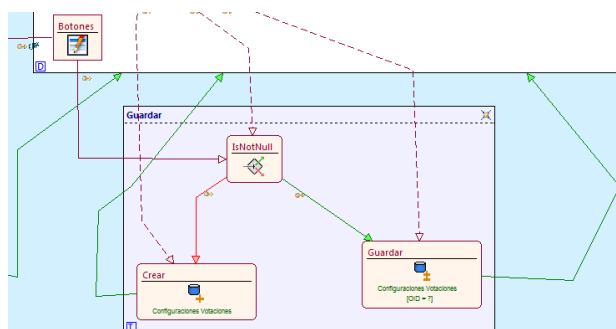 Botones
D
Guardar
IsNotNull
Crear
Configuraciones Votaciones
Guardar
Configuraciones Votaciones
[OID = ?]
T